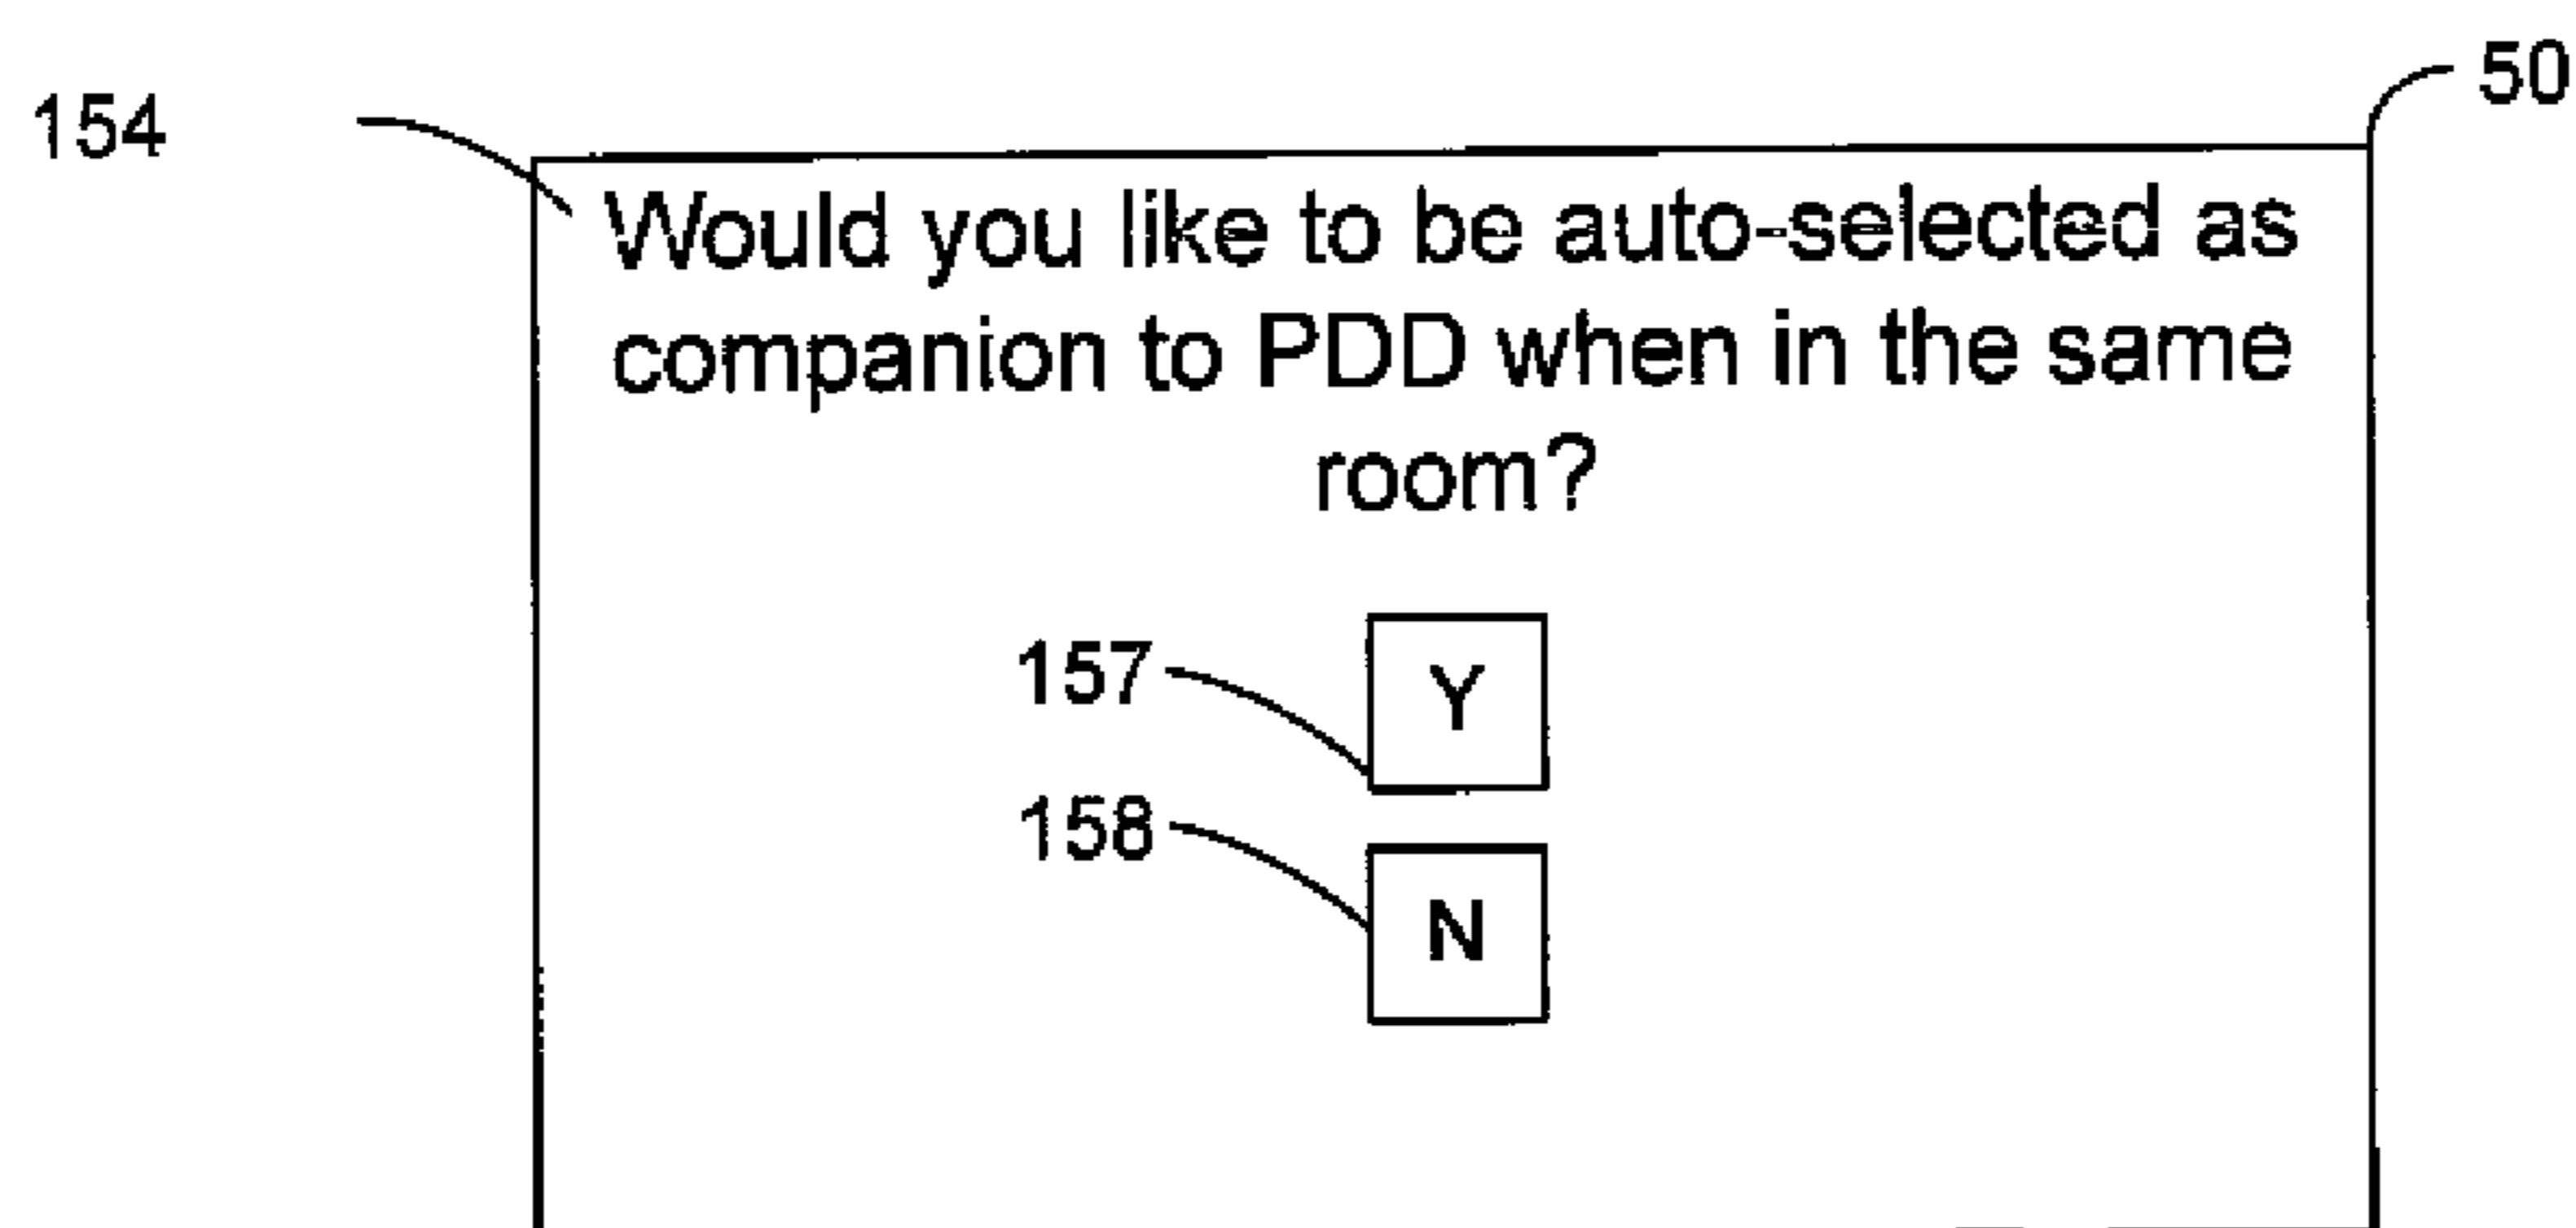 154
50
Would you like to be auto-selected as
companion to PDD when in the same
room?
157
Y
158
N